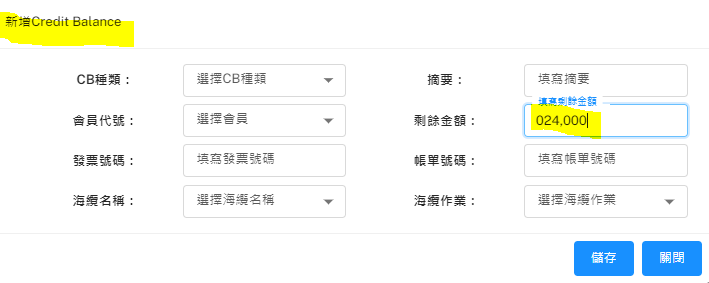 新增Credit Balance
CB種類： 選擇CB種類 摘要： 填寫摘要
填寫剩餘金額
會員代號： 選擇會員 剩餘金額： 024,000
發票號碼： 填寫發票號碼 帳單號碼： 填寫帳單號碼
海纜名稱： 選擇海纜名稱 海纜作業： 選擇海纜作業
儲存 關閉